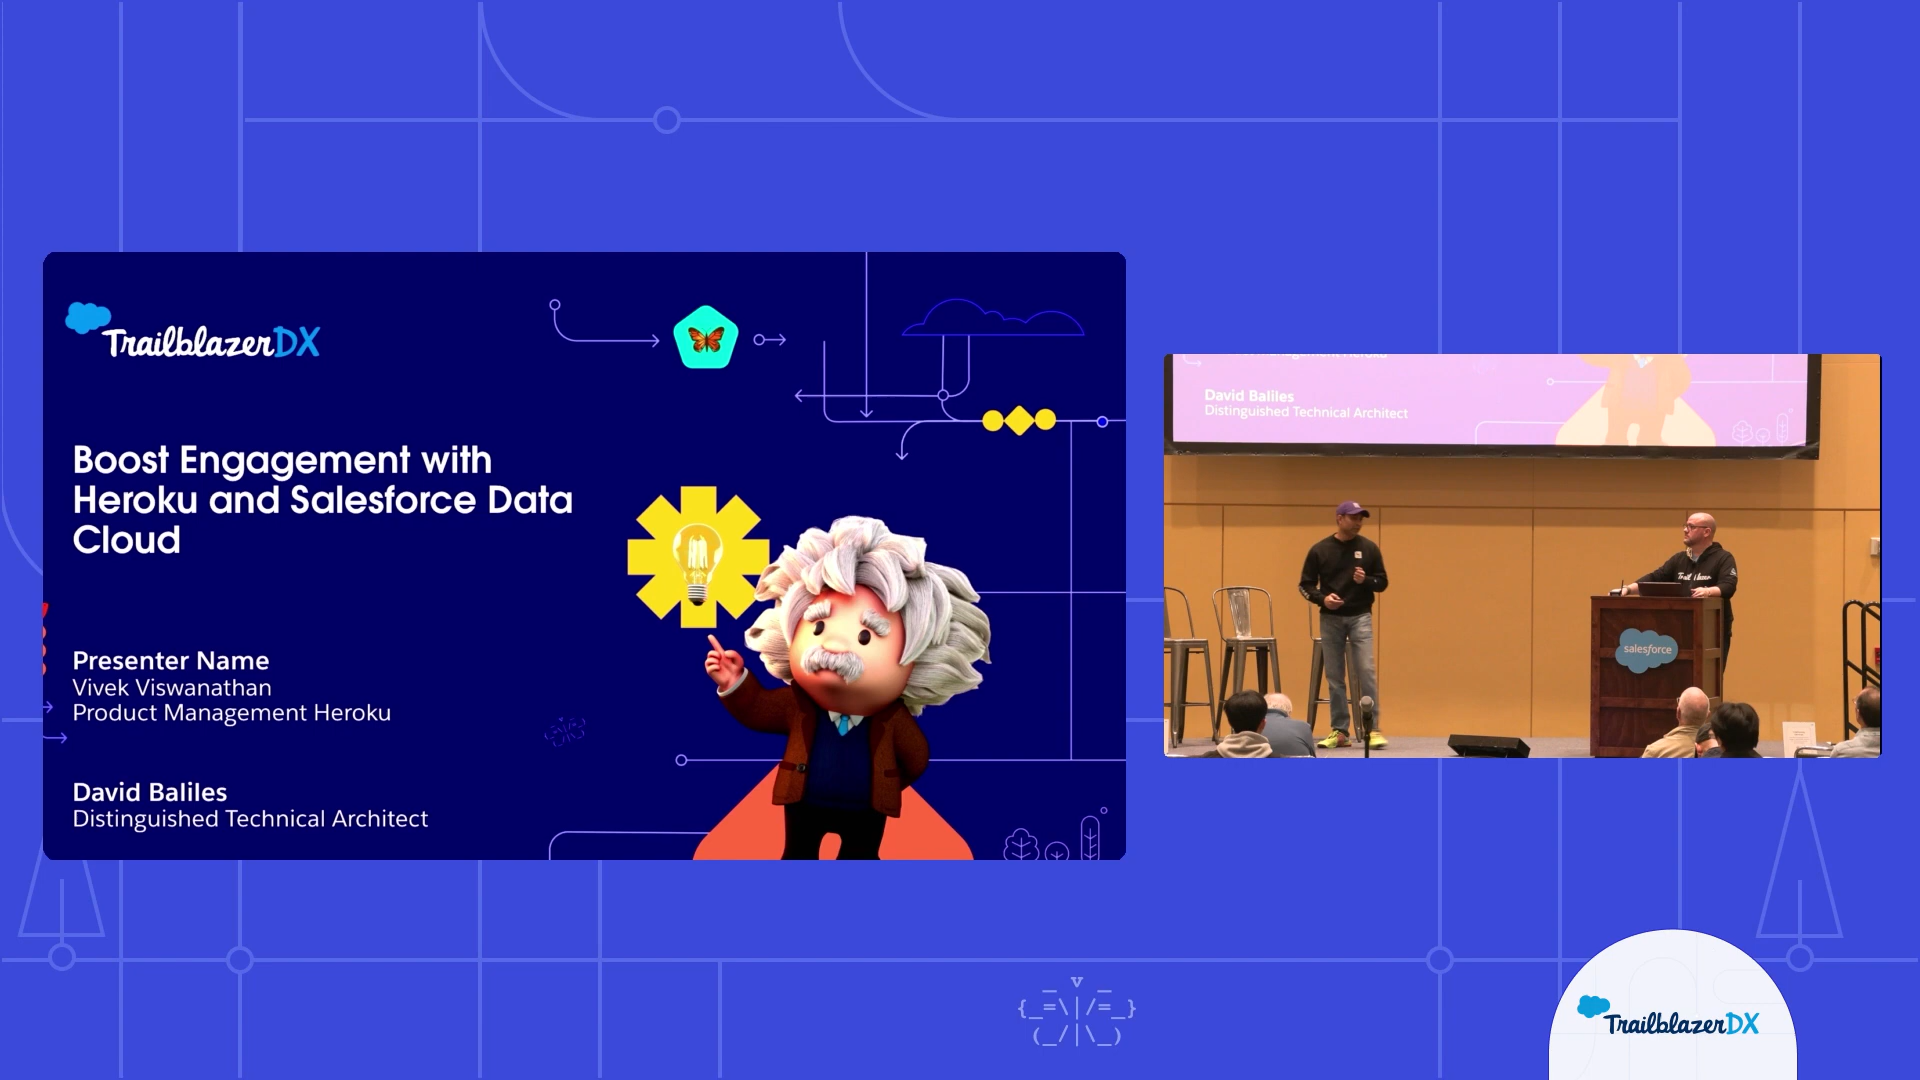 TrailblazerDX
Boost Engagement with
Heroku and Salesforce Data
Cloud
Presenter Name
Vivek Viswanathan
Product Management Heroku
David Baliles
Distinguished Technical Architect
David Baliles
Distinguished Technical Architect
salesforce
TrailblazerDX